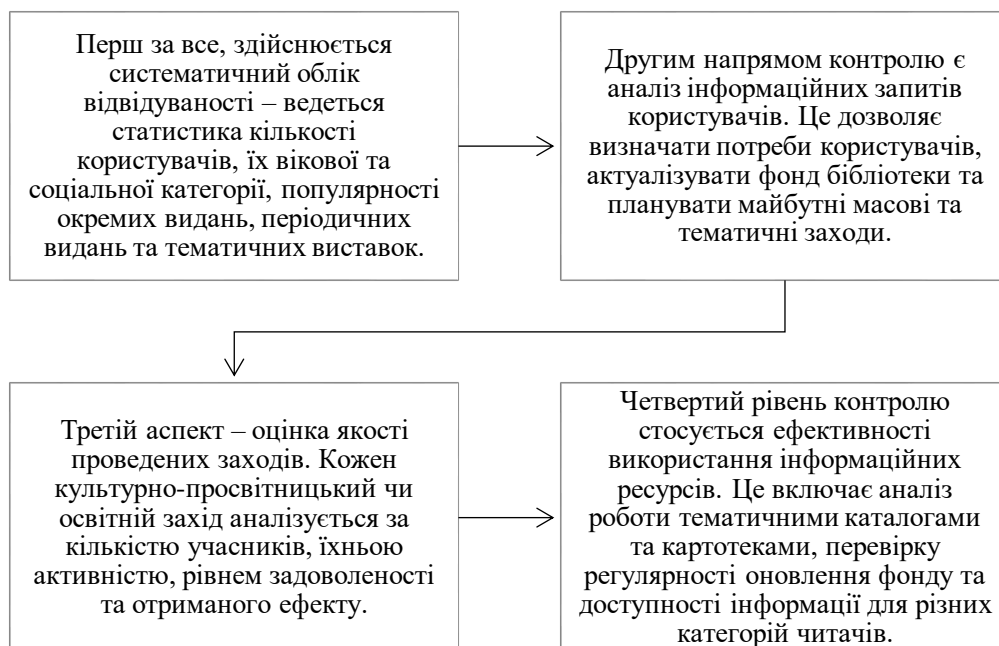 Перш за все, здійснюється
систематичний облік
відвідуваності – ведеться
статистика кількості
користувачів, їх вікової та
соціальної категорії, популярності
окремих видань, періодичних
видань та тематичних виставок.
Другим напрямом контролю є
аналіз інформаційних запитів
користувачів. Це дозволяє
визначати потреби користувачів,
актуалізувати фонд бібліотеки та
планувати майбутні масові та
тематичні заходи.
Третій аспект – оцінка якості
проведених заходів. Кожен
культурно-просвітницький чи
освітній захід аналізується за
кількістю учасників, їхньою
активністю, рівнем задоволеності
та отриманого ефекту.
Четвертий рівень контролю
стосується ефективності
використання інформаційних
ресурсів. Це включає аналіз
роботи тематичними каталогами
та картотеками, перевірку
регулярності оновлення фонду та
доступності інформації для різних
категорій читачів.